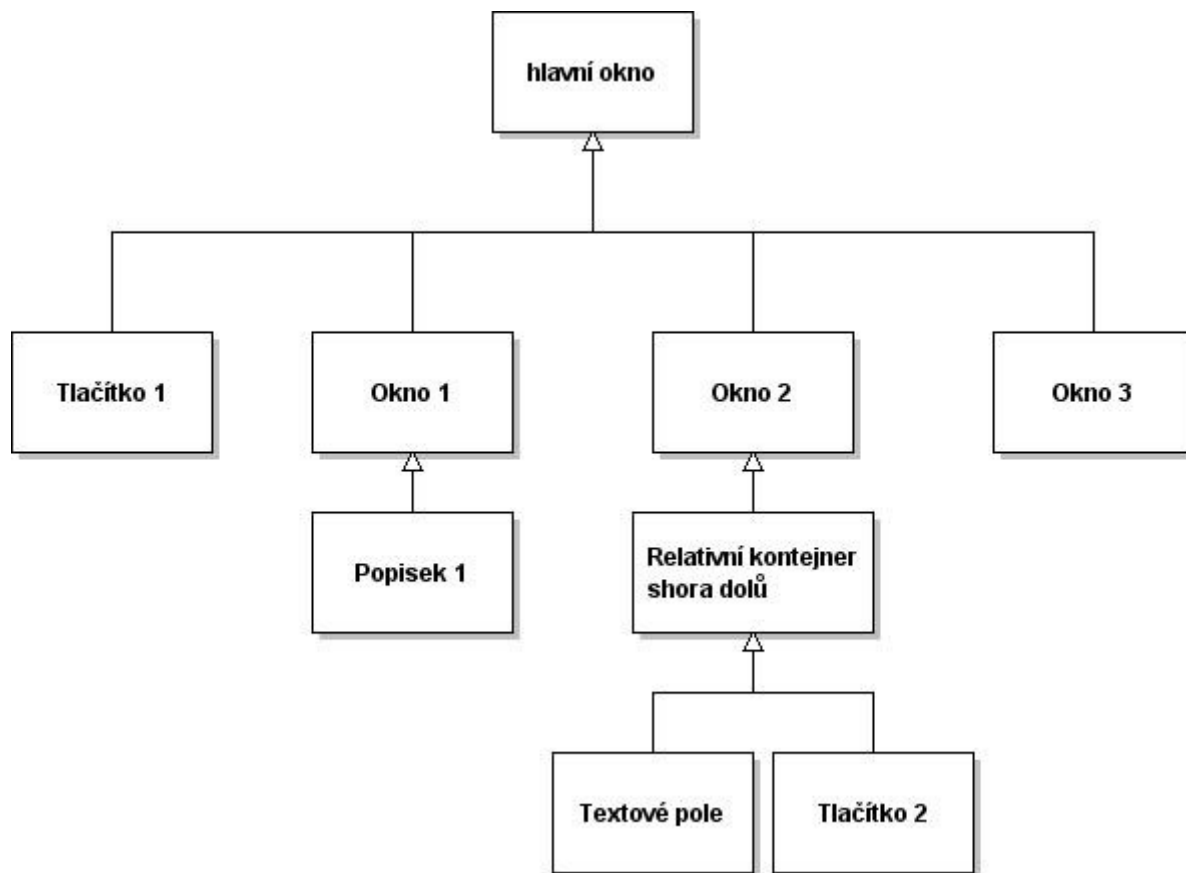 hlavní okno
Tlačítko 1
Okno 1
Okno 2
Okno 3
Popisek 1
Relativní kontejner
shora dolů
Textové pole
Tlačítko 2